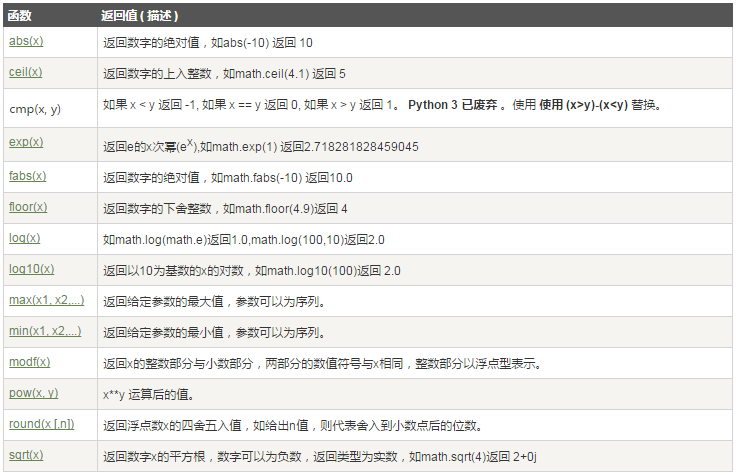 函数 返回值 ( 描述 )
abs(x) 返回数字的绝对值，如abs(-10) 返回 10
ceil(x) 返回数字的上入整数，如math.ceil(4.1) 返回 5
cmp(x, y) 如果 x < y 返回 -1, 如果 x == y 返回 0, 如果 x > y 返回 1。 Python 3 已废弃 。使用 使用 (x>y)-(x<y) 替换。
exp(x) 返回e的x次幂(eˣ),如math.exp(1) 返回2.718281828459045
fabs(x) 返回数字的绝对值，如math.fabs(-10) 返回10.0
floor(x) 返回数字的下舍整数，如math.floor(4.9)返回 4
log(x) 如math.log(math.e)返回1.0,math.log(100,10)返回2.0
log10(x) 返回以10为基数的x的对数，如math.log10(100)返回 2.0
max(x1, x2,...) 返回给定参数的最大值，参数可以为序列。
min(x1, x2,...) 返回给定参数的最小值，参数可以为序列。
modf(x) 返回x的整数部分与小数部分，两部分的数值符号与x相同，整数部分以浮点型表示。
pow(x, y) x**y 运算后的值。
round(x [,n]) 返回浮点数x的四舍五入值，如给出n值，则代表舍入到小数点后的位数。
sqrt(x) 返回数字x的平方根，数字可以为负数，返回类型为实数，如math.sqrt(4)返回 2+0j